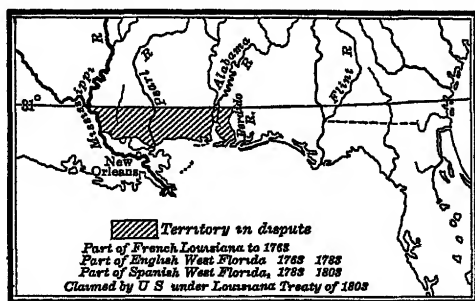 Mississippi R
Pearl R
Alabama R
Perdido R.
Flint R
31°
New
Orleans
Territory in dispute
Part of French Louisiana to 1763
Part of English West Florida 1763 1783
Part of Spanish West Florida, 1783 1803
Claimed by U S under Louisiana Treaty of 1803